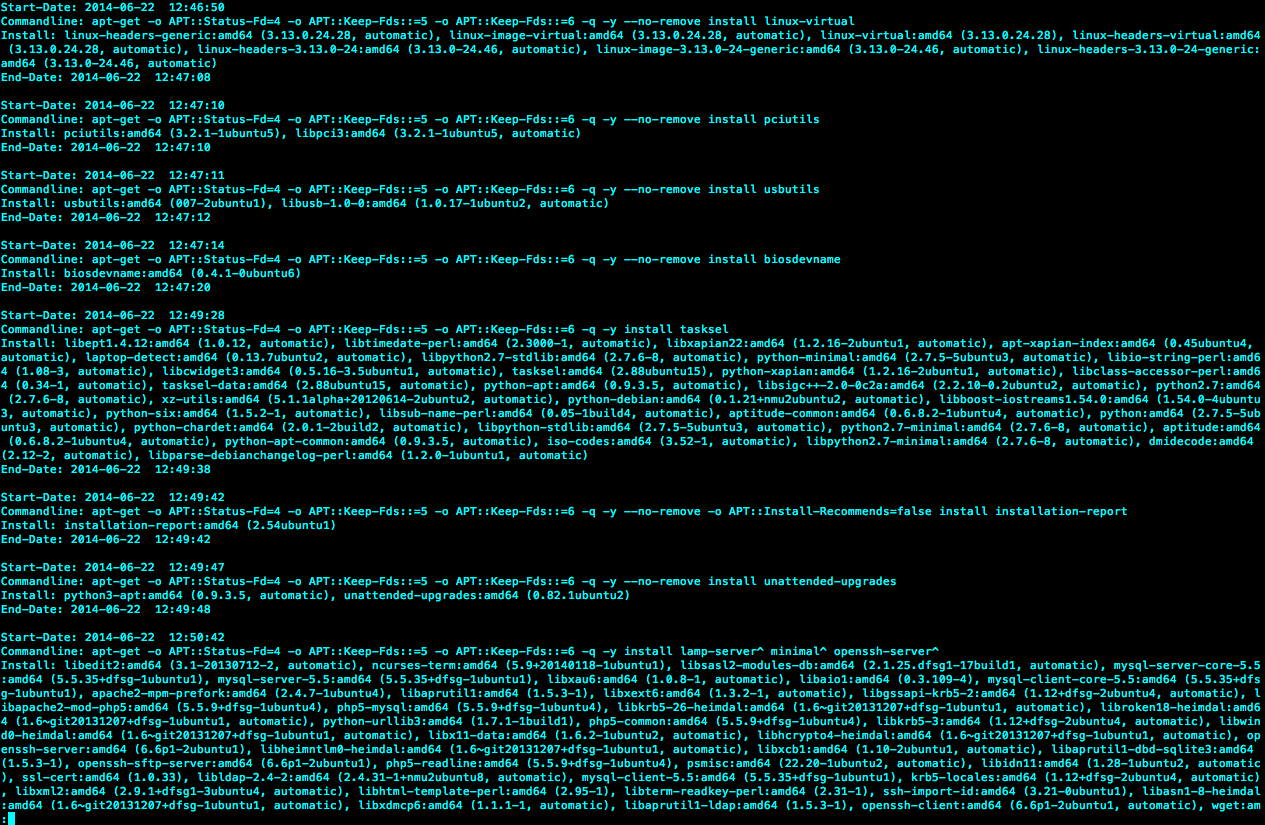 Start-Date: 2014-06-22  12:46:50
Commandline: apt-get -o APT::Status-Fd=4 -o APT::Keep-Fds::=5 -o APT::Keep-Fds::=6 -q -y --no-remove install linux-virtual
Install: linux-headers-generic:amd64 (3.13.0.24.28, automatic), linux-image-virtual:amd64 (3.13.0.24.28, automatic), linux-virtual:amd64 (3.13.0.24.28), linux-headers-virtual:amd64
 (3.13.0.24.28, automatic), linux-headers-3.13.0-24:amd64 (3.13.0-24.46, automatic), linux-image-3.13.0-24-generic:amd64 (3.13.0-24.46, automatic), linux-headers-3.13.0-24-generic:
amd64 (3.13.0-24.46, automatic)
End-Date: 2014-06-22  12:47:08

Start-Date: 2014-06-22  12:47:10
Commandline: apt-get -o APT::Status-Fd=4 -o APT::Keep-Fds::=5 -o APT::Keep-Fds::=6 -q -y --no-remove install pciutils
Install: pciutils:amd64 (3.2.1-1ubuntu5), libpci3:amd64 (3.2.1-1ubuntu5, automatic)
End-Date: 2014-06-22  12:47:10

Start-Date: 2014-06-22  12:47:11
Commandline: apt-get -o APT::Status-Fd=4 -o APT::Keep-Fds::=5 -o APT::Keep-Fds::=6 -q -y --no-remove install usbutils
Install: usbutils:amd64 (007-2ubuntu1), libusb-1.0-0:amd64 (1.0.17-1ubuntu2, automatic)
End-Date: 2014-06-22  12:47:12

Start-Date: 2014-06-22  12:47:14
Commandline: apt-get -o APT::Status-Fd=4 -o APT::Keep-Fds::=5 -o APT::Keep-Fds::=6 -q -y --no-remove install biosdevname
Install: biosdevname:amd64 (0.4.1-0ubuntu6)
End-Date: 2014-06-22  12:47:20

Start-Date: 2014-06-22  12:49:28
Commandline: apt-get -o APT::Status-Fd=4 -o APT::Keep-Fds::=5 -o APT::Keep-Fds::=6 -q -y install tasksel
Install: libept1.4.12:amd64 (1.0.12, automatic), libtimedate-perl:amd64 (2.3000-1, automatic), libxapian22:amd64 (1.2.16-2ubuntu1, automatic), apt-xapian-index:amd64 (0.45ubuntu4, 
automatic), laptop-detect:amd64 (0.13.7ubuntu2, automatic), libpython2.7-stdlib:amd64 (2.7.6-8, automatic), python-minimal:amd64 (2.7.5-5ubuntu3, automatic), libio-string-perl:amd6
4 (1.08-3, automatic), libcwidget3:amd64 (0.5.16-3.5ubuntu1, automatic), tasksel:amd64 (2.88ubuntu15), python-xapian:amd64 (1.2.16-2ubuntu1, automatic), libclass-accessor-perl:amd6
4 (0.34-1, automatic), tasksel-data:amd64 (2.88ubuntu15, automatic), python-apt:amd64 (0.9.3.5, automatic), libsigc++-2.0-0c2a:amd64 (2.2.10-0.2ubuntu2, automatic), python2.7:amd64
 (2.7.6-8, automatic), xz-utils:amd64 (5.1.1alpha+20120614-2ubuntu2, automatic), python-debian:amd64 (0.1.21+nmu2ubuntu2, automatic), libboost-iostreams1.54.0:amd64 (1.54.0-4ubuntu
3, automatic), python-six:amd64 (1.5.2-1, automatic), libsub-name-perl:amd64 (0.05-1build4, automatic), aptitude-common:amd64 (0.6.8.2-1ubuntu4, automatic), python:amd64 (2.7.5-5ub
untu3, automatic), python-chardet:amd64 (2.0.1-2build2, automatic), libpython-stdlib:amd64 (2.7.5-5ubuntu3, automatic), python2.7-minimal:amd64 (2.7.6-8, automatic), aptitude:amd64
 (0.6.8.2-1ubuntu4, automatic), python-apt-common:amd64 (0.9.3.5, automatic), iso-codes:amd64 (3.52-1, automatic), libpython2.7-minimal:amd64 (2.7.6-8, automatic), dmidecode:amd64 
(2.12-2, automatic), libparse-debianchangelog-perl:amd64 (1.2.0-1ubuntu1, automatic)
End-Date: 2014-06-22  12:49:38

Start-Date: 2014-06-22  12:49:42
Commandline: apt-get -o APT::Status-Fd=4 -o APT::Keep-Fds::=5 -o APT::Keep-Fds::=6 -q -y --no-remove -o APT::Install-Recommends=false install installation-report
Install: installation-report:amd64 (2.54ubuntu1)
End-Date: 2014-06-22  12:49:42

Start-Date: 2014-06-22  12:49:47
Commandline: apt-get -o APT::Status-Fd=4 -o APT::Keep-Fds::=5 -o APT::Keep-Fds::=6 -q -y --no-remove install unattended-upgrades
Install: python3-apt:amd64 (0.9.3.5, automatic), unattended-upgrades:amd64 (0.82.1ubuntu2)
End-Date: 2014-06-22  12:49:48

Start-Date: 2014-06-22  12:50:42
Commandline: apt-get -o APT::Status-Fd=4 -o APT::Keep-Fds::=5 -o APT::Keep-Fds::=6 -q -y install lamp-server^ minimal^ openssh-server^
Install: libedit2:amd64 (3.1-20130712-2, automatic), ncurses-term:amd64 (5.9+20140118-1ubuntu1), libsasl2-modules-db:amd64 (2.1.25.dfsg1-17build1, automatic), mysql-server-core-5.5
:amd64 (5.5.35+dfsg-1ubuntu1), mysql-server-5.5:amd64 (5.5.35+dfsg-1ubuntu1), libxau6:amd64 (1.0.8-1, automatic), libaio1:amd64 (0.3.109-4), mysql-client-core-5.5:amd64 (5.5.35+dfs
g-1ubuntu1), apache2-mpm-prefork:amd64 (2.4.7-1ubuntu4), libaprutil1:amd64 (1.5.3-1), libxext6:amd64 (1.3.2-1, automatic), libgssapi-krb5-2:amd64 (1.12+dfsg-2ubuntu4, automatic), l
ibapache2-mod-php5:amd64 (5.5.9+dfsg-1ubuntu4), php5-mysql:amd64 (5.5.9+dfsg-1ubuntu4), libkrb5-26-heimdal:amd64 (1.6~git20131207+dfsg-1ubuntu1, automatic), libroken18-heimdal:amd6
4 (1.6~git20131207+dfsg-1ubuntu1, automatic), python-urllib3:amd64 (1.7.1-1build1), php5-common:amd64 (5.5.9+dfsg-1ubuntu4), libkrb5-3:amd64 (1.12+dfsg-2ubuntu4, automatic), libwin
d0-heimdal:amd64 (1.6~git20131207+dfsg-1ubuntu1, automatic), libx11-data:amd64 (1.6.2-1ubuntu2, automatic), libhcrypto4-heimdal:amd64 (1.6~git20131207+dfsg-1ubuntu1, automatic), op
enssh-server:amd64 (6.6p1-2ubuntu1), libheimntlm0-heimdal:amd64 (1.6~git20131207+dfsg-1ubuntu1, automatic), libxcb1:amd64 (1.10-2ubuntu1, automatic), libaprutil1-dbd-sqlite3:amd64 
(1.5.3-1), openssh-sftp-server:amd64 (6.6p1-2ubuntu1), php5-readline:amd64 (5.5.9+dfsg-1ubuntu4), psmisc:amd64 (22.20-1ubuntu2, automatic), libidn11:amd64 (1.28-1ubuntu2, automatic
), ssl-cert:amd64 (1.0.33), libldap-2.4-2:amd64 (2.4.31-1+nmu2ubuntu8, automatic), mysql-client-5.5:amd64 (5.5.35+dfsg-1ubuntu1), krb5-locales:amd64 (1.12+dfsg-2ubuntu4, automatic)
, libxml2:amd64 (2.9.1+dfsg1-3ubuntu4, automatic), libhtml-template-perl:amd64 (2.95-1), libterm-readkey-perl:amd64 (2.31-1), ssh-import-id:amd64 (3.21-0ubuntu1), libasn1-8-heimdal
:amd64 (1.6~git20131207+dfsg-1ubuntu1, automatic), libxdmcp6:amd64 (1.1.1-1, automatic), libaprutil1-ldap:amd64 (1.5.3-1), openssh-client:amd64 (6.6p1-2ubuntu1, automatic), wget:am
: